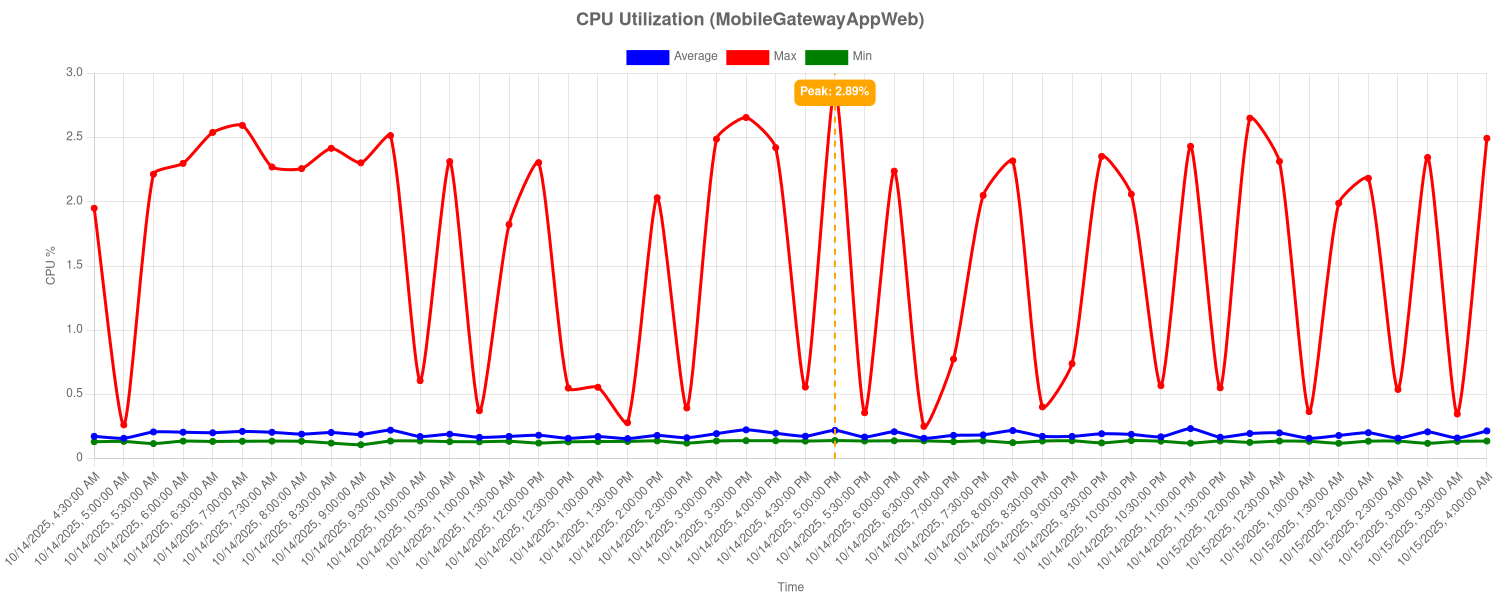 CPU Utilization (MobileGatewayAppWeb)
Average Max Min
3.0
Peak: 2.89%
2.5
2.0
1.5
CPU %
1.0
0.5
0
10/14/2025, 4:30:00 AM
10/14/2025, 5:00:00 AM
10/14/2025, 5:30:00 AM
10/14/2025, 6:00:00 AM
10/14/2025, 6:30:00 AM
10/14/2025, 7:00:00 AM
10/14/2025, 7:30:00 AM
10/14/2025, 8:00:00 AM
10/14/2025, 8:30:00 AM
10/14/2025, 9:00:00 AM
10/14/2025, 9:30:00 AM
10/14/2025, 10:00:00 AM
10/14/2025, 10:30:00 AM
10/14/2025, 11:00:00 AM
10/14/2025, 11:30:00 AM
10/14/2025, 12:00:00 PM
10/14/2025, 12:30:00 PM
10/14/2025, 1:00:00 PM
10/14/2025, 1:30:00 PM
10/14/2025, 2:00:00 PM
10/14/2025, 2:30:00 PM
10/14/2025, 3:00:00 PM
10/14/2025, 3:30:00 PM
10/14/2025, 4:00:00 PM
10/14/2025, 4:30:00 PM
10/14/2025, 5:00:00 PM
10/14/2025, 5:30:00 PM
10/14/2025, 6:00:00 PM
10/14/2025, 6:30:00 PM
10/14/2025, 7:00:00 PM
10/14/2025, 7:30:00 PM
10/14/2025, 8:00:00 PM
10/14/2025, 8:30:00 PM
10/14/2025, 9:00:00 PM
10/14/2025, 9:30:00 PM
10/14/2025, 10:00:00 PM
10/14/2025, 10:30:00 PM
10/14/2025, 11:00:00 PM
10/14/2025, 11:30:00 PM
10/15/2025, 12:00:00 AM
10/15/2025, 12:30:00 AM
10/15/2025, 1:00:00 AM
10/15/2025, 1:30:00 AM
10/15/2025, 2:00:00 AM
10/15/2025, 2:30:00 AM
10/15/2025, 3:00:00 AM
10/15/2025, 3:30:00 AM
10/15/2025, 4:00:00 AM
Time